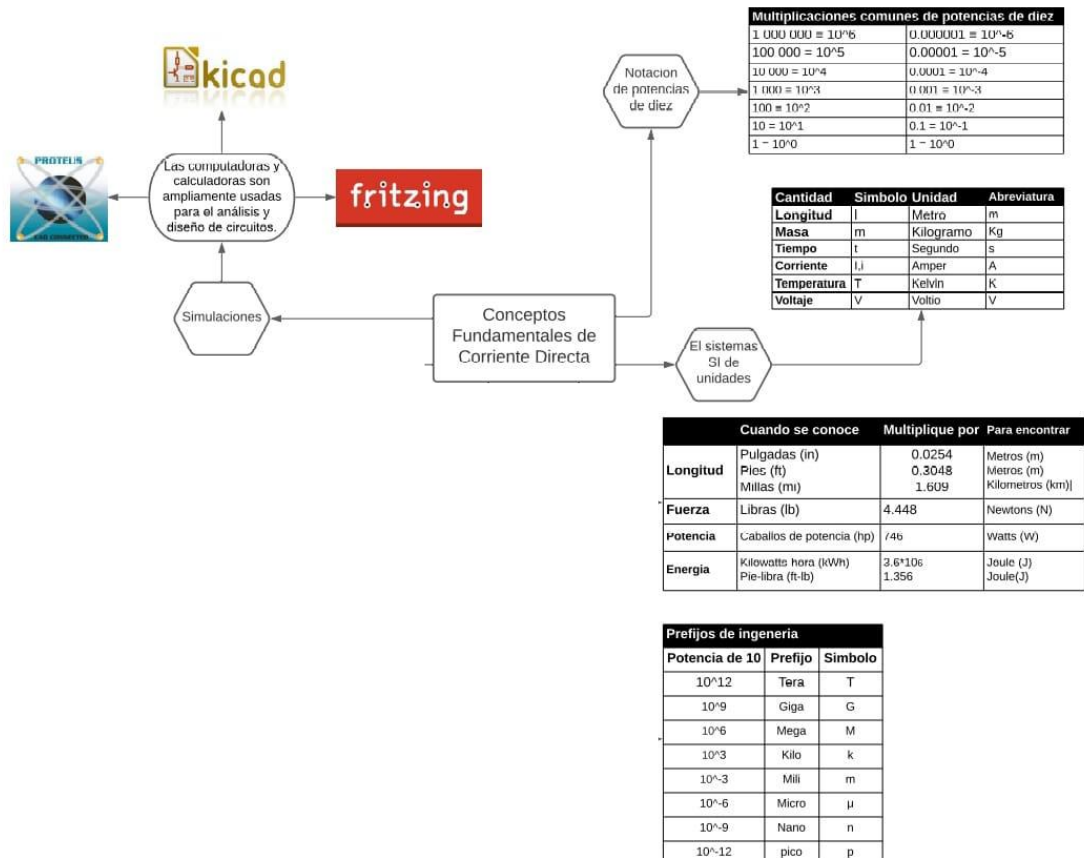 Multiplicaciones comunes de potencias de diez
1 000 000 = 10^6 0.000001 = 10^-6
100 000 = 10^5 0.00001 = 10^-5
10 000 = 10^4 0.0001 = 10^-4
1 000 = 10^3 0.001 = 10^-3
100 = 10^2 0.01 = 10^-2
10 = 10^1 0.1 = 10^-1
1 = 10^0 1 = 10^0
Notacion
de potencias
de diez
kicad
PROTEUS
Las computadoras y
calculadoras son
ampliamente usadas
para el análisis y
diseño de circuitos.
fritzing
Simulaciones
Conceptos
Fundamentales de
Corriente Directa
El sistemas
SI de
unidades
Cantidad Simbolo Unidad Abreviatura
Longitud l Metro m
Masa m Kilogramo Kg
Tiempo t Segundo s
Corriente I,i Amper A
Temperatura T Kelvin K
Voltaje V Voltio V
Cuando se conoce Multiplique por Para encontrar
Longitud
Pulgadas (in) 0.0254 Metros (m)
Pies (ft) 0.3048 Metros (m)
Millas (mi) 1.609 Kilometros (km)|
Fuerza Libras (lb) 4.448 Newtons (N)
Potencia Caballos de potencia (hp) 746 Watts (W)
Energia
Kilowatts hora (kWh) 3.6*106 Joule (J)
Pie-libra (ft-lb) 1.356 Joule(J)
Prefijos de ingeneria
Potencia de 10 Prefijo Simbolo
10^12 Tera T
10^9 Giga G
10^6 Mega M
10^3 Kilo k
10^-3 Mili m
10^-6 Micro μ
10^-9 Nano n
10^-12 pico p